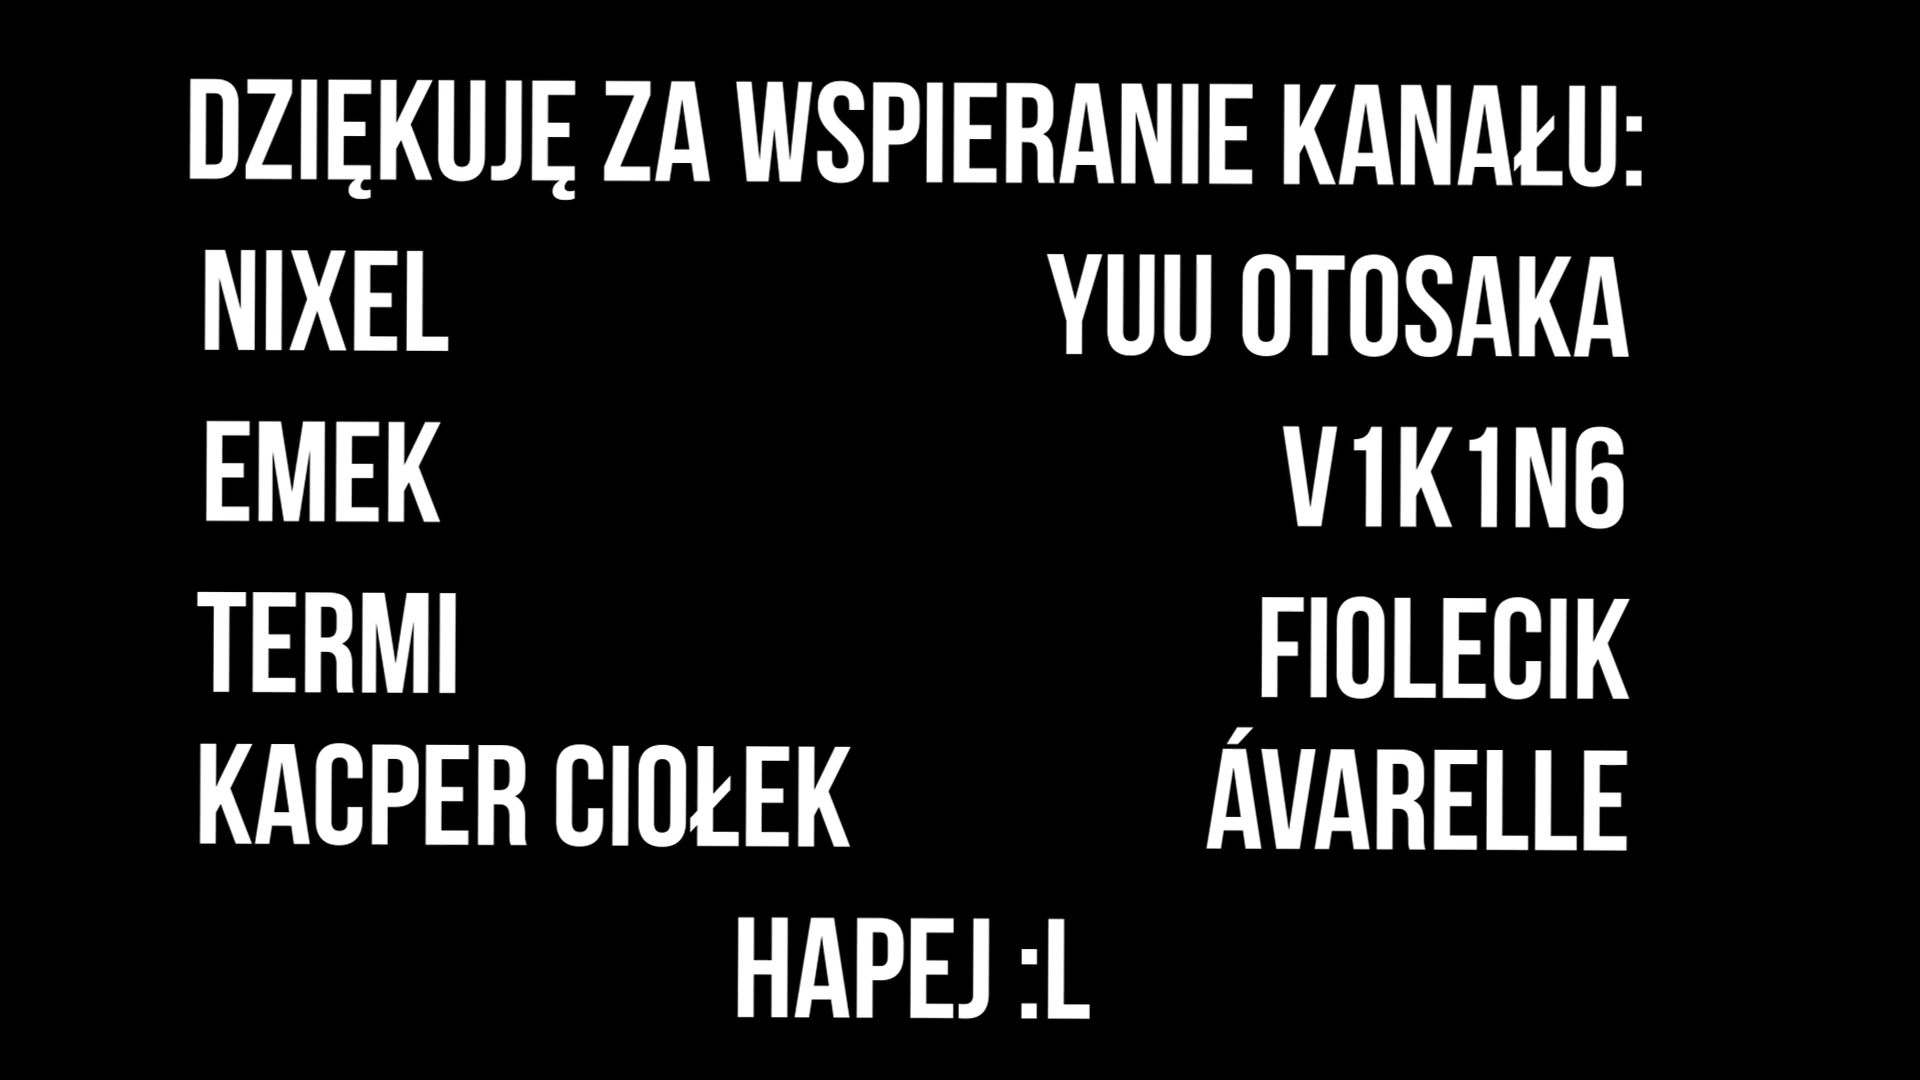 DZIĘKUJĘ ZA WSPIERANIE KANAŁU:
NIXEL
YUU OTOSAKA
EMEK
V1K1N6
TERMI
FIOLECIK
KACPER CIOŁEK
ÁVARELLE
HAPEJ :L